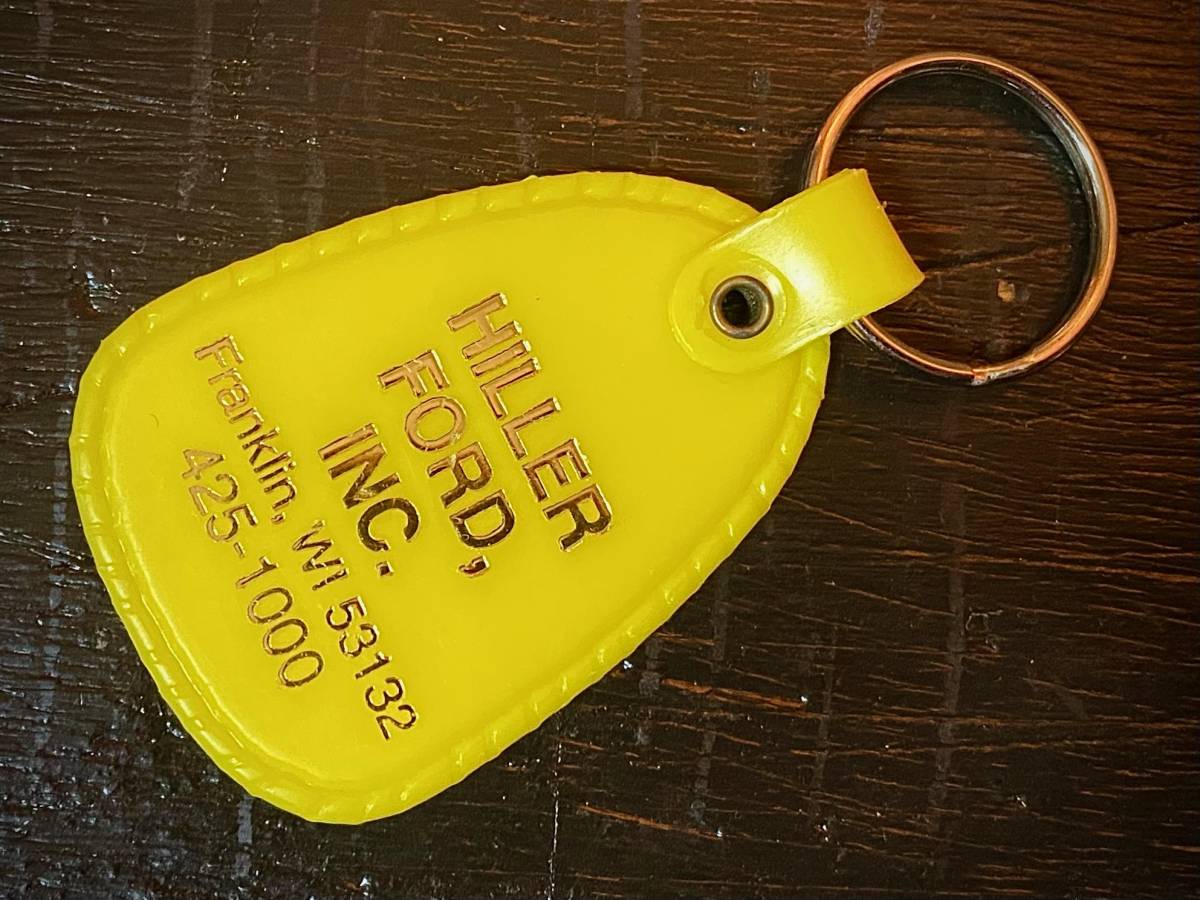 HILLER
FORD,
INC.
Franklin, WI 53132
425-1000